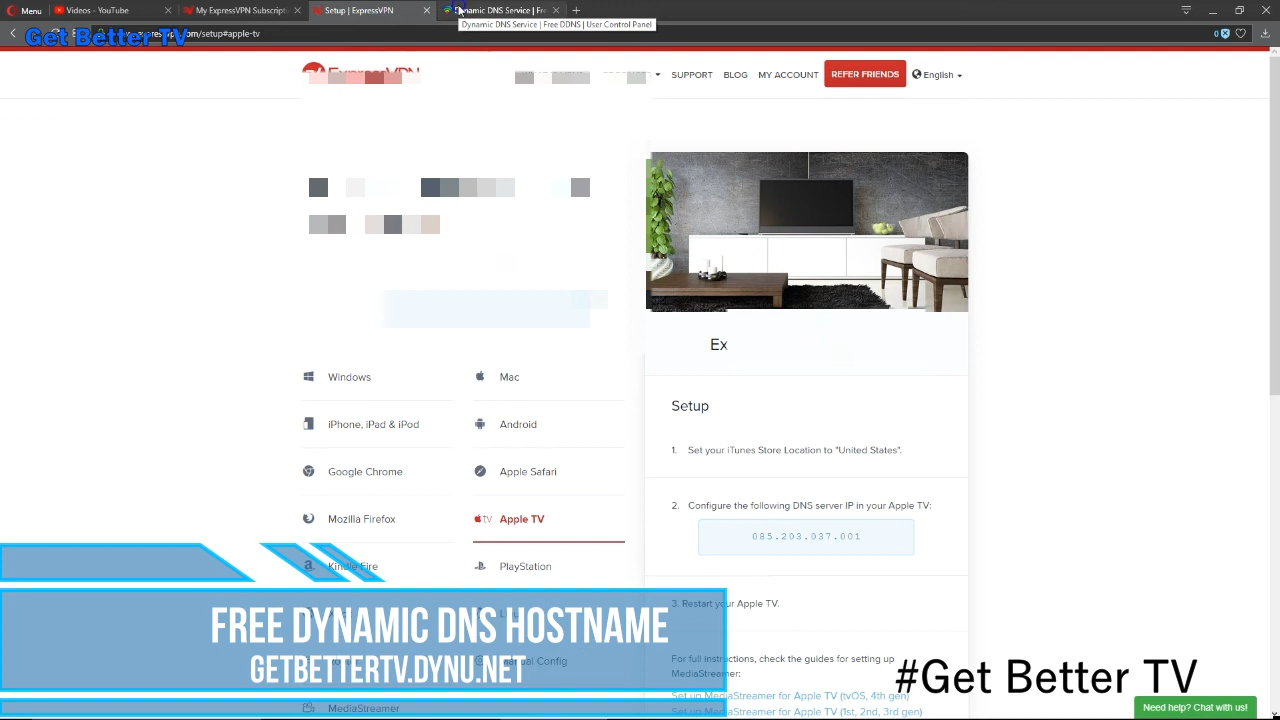 Menu
Videos - YouTube
My ExpressVPN Subscripti
Setup | ExpressVPN
Dynamic DNS Service | Fre
Dynamic DNS Service | Free DDNS | User Control Panel
Get Better TV
/setup#apple-tv
0
ExpressVPN
SUPPORT
BLOG
MY ACCOUNT
REFER FRIENDS
English
Ex
Windows
Mac
Setup
iPhone, iPad & iPod
Android
1. Set your iTunes Store Location to "United States".
Google Chrome
Apple Safari
2. Configure the following DNS server IP in your Apple TV:
085.203.037.001
Mozilla Firefox
tv Apple TV
Kindle Fire
PlayStation
3. Restart your Apple TV.
FREE DYNAMIC DNS HOSTNAME
GETBETTERTV.DYNU.NET
Manual Config
For full instructions, check the guides for setting up
MediaStreamer:
#Get Better TV
Set up MediaStreamer for Apple TV (tvOS, 4th gen)
Set up MediaStreamer for Apple TV (1st, 2nd, 3rd gen)
MediaStreamer
Need help? Chat with us!